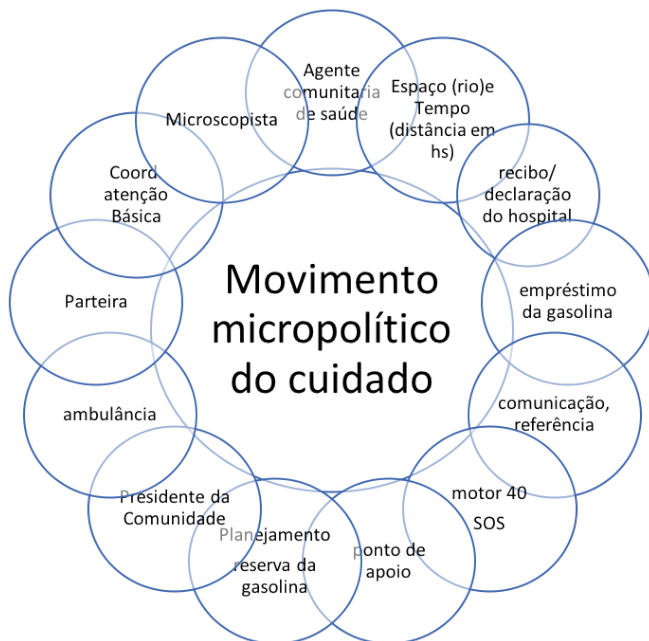 Agente
comunitaria
de saúde
Espaço (rio)e
Tempo
(distância em
hs)
recibo/
declaração
do hospital
empréstimo
da gasolina
comunicação,
referência
motor 40
SOS
ponto de
apoio
Planejamento
reserva da
gasolina
Presidente da
Comunidade
ambulância
Parteira
Coord
atenção
Básica
Microscopista
Movimento
micropolítico
do cuidado